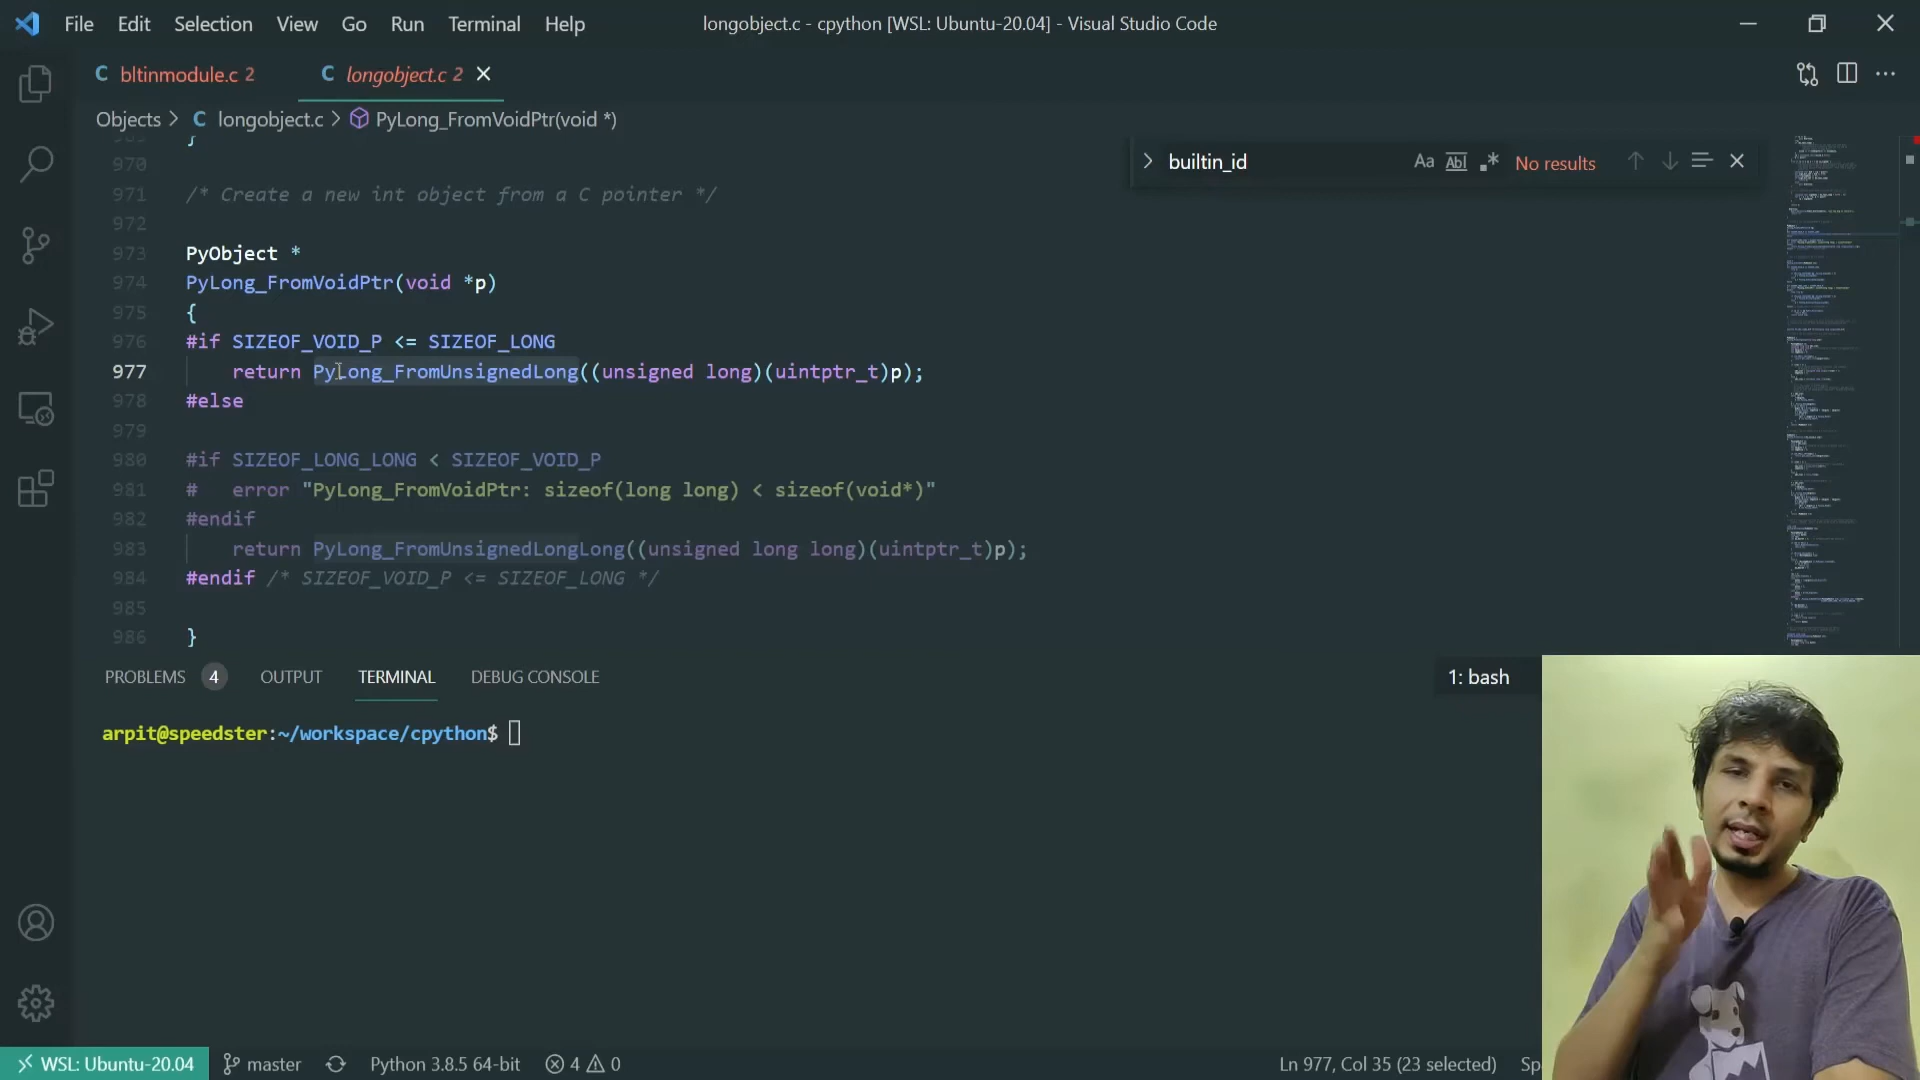 File Edit Selection View Go Run Terminal Help
longobject.c - cpython [WSL: Ubuntu-20.04] - Visual Studio Code
C bltinmodule.c 2
C longobject.c 2
Objects > C longobject.c > PyLong_FromVoidPtr(void *)
builtin_id
Aa Abl .* No results
969 }
970
971 /* Create a new int object from a C pointer */
972
973 PyObject *
974 PyLong_FromVoidPtr(void *p)
975 {
976 #if SIZEOF_VOID_P <= SIZEOF_LONG
977 return PyLong_FromUnsignedLong((unsigned long)(uintptr_t)p);
978 #else
979
980 #if SIZEOF_LONG_LONG < SIZEOF_VOID_P
981 # error "PyLong_FromVoidPtr: sizeof(long long) < sizeof(void*)"
982 #endif
983 return PyLong_FromUnsignedLongLong((unsigned long long)(uintptr_t)p);
984 #endif /* SIZEOF_VOID_P <= SIZEOF_LONG */
985
986 }
PROBLEMS 4 OUTPUT TERMINAL DEBUG CONSOLE
1: bash
arpit@speedster:~/workspace/cpython$
WSL: Ubuntu-20.04 master Python 3.8.5 64-bit 4 0
Ln 977, Col 35 (23 selected) Sp